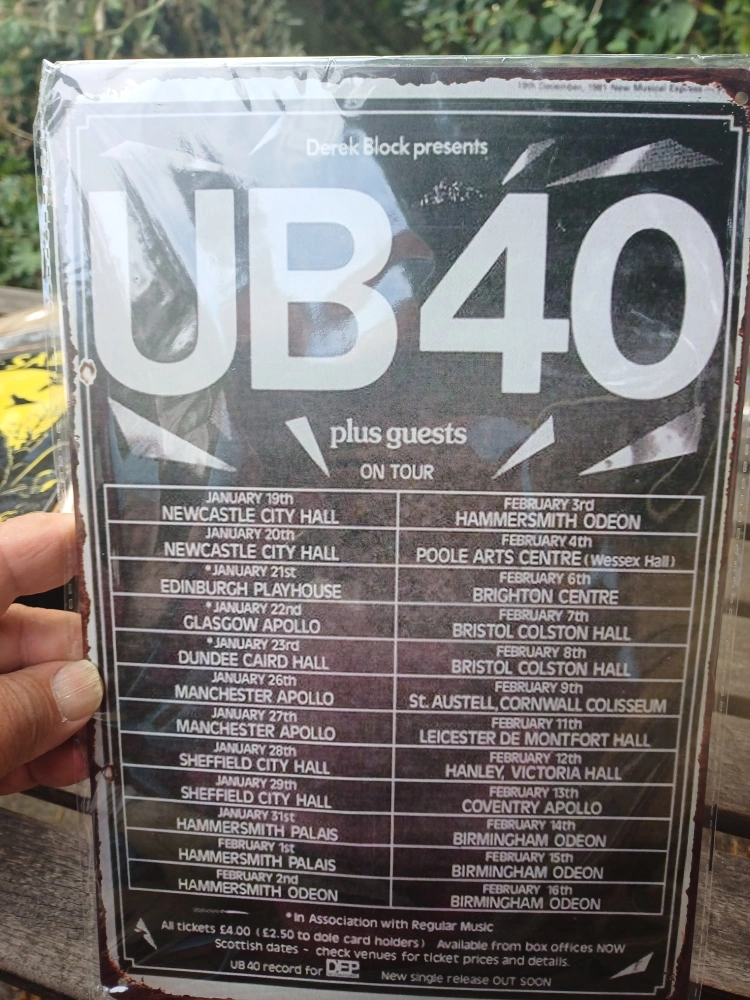 19th December, 1981 New Musical Express
Derek Block presents
UB40
plus guests
ON TOUR
JANUARY 19th
NEWCASTLE CITY HALL
JANUARY 20th
NEWCASTLE CITY HALL
*JANUARY 21st
EDINBURGH PLAYHOUSE
*JANUARY 22nd
GLASGOW APOLLO
*JANUARY 23rd
DUNDEE CAIRD HALL
JANUARY 26th
MANCHESTER APOLLO
JANUARY 27th
MANCHESTER APOLLO
JANUARY 28th
SHEFFIELD CITY HALL
JANUARY 29th
SHEFFIELD CITY HALL
JANUARY 31st
HAMMERSMITH PALAIS
FEBRUARY 1st
HAMMERSMITH PALAIS
FEBRUARY 2nd
HAMMERSMITH ODEON
FEBRUARY 3rd
HAMMERSMITH ODEON
FEBRUARY 4th
POOLE ARTS CENTRE (Wessex Hall)
FEBRUARY 6th
BRIGHTON CENTRE
FEBRUARY 7th
BRISTOL COLSTON HALL
FEBRUARY 8th
BRISTOL COLSTON HALL
FEBRUARY 9th
St. AUSTELL, CORNWALL COLISSEUM
FEBRUARY 11th
LEICESTER DE MONTFORT HALL
FEBRUARY 12th
HANLEY, VICTORIA HALL
FEBRUARY 13th
COVENTRY APOLLO
FEBRUARY 14th
BIRMINGHAM ODEON
FEBRUARY 15th
BIRMINGHAM ODEON
FEBRUARY 16th
BIRMINGHAM ODEON
*In Association with Regular Music
All tickets £4.00 (£2.50 to dole card holders) Available from box offices NOW
Scottish dates - check venues for ticket prices and details.
UB40 record for DEP New single release OUT SOON